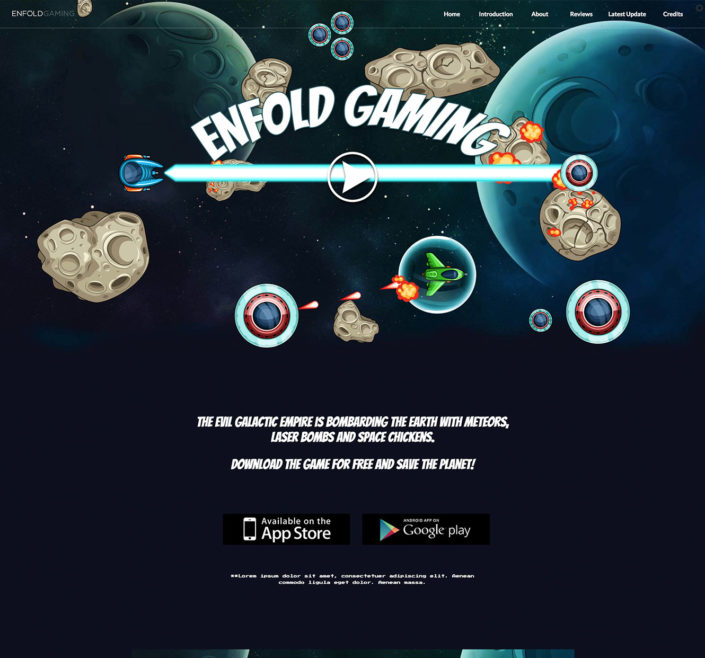 ENFOLDGAMING
Home Introduction About Reviews Latest Update Credits
ENFOLD GAMING
THE EVIL GALACTIC EMPIRE IS BOMBARDING THE EARTH WITH METEORS,
LASER BOMBS AND SPACE CHICKENS.
DOWNLOAD THE GAME FOR FREE AND SAVE THE PLANET!
Available on the
App Store
ANDROID APP ON
Google play
**Lorem ipsum dolor sit amet, consectetuer adipiscing elit. Aenean
commodo ligula eget dolor. Aenean massa.